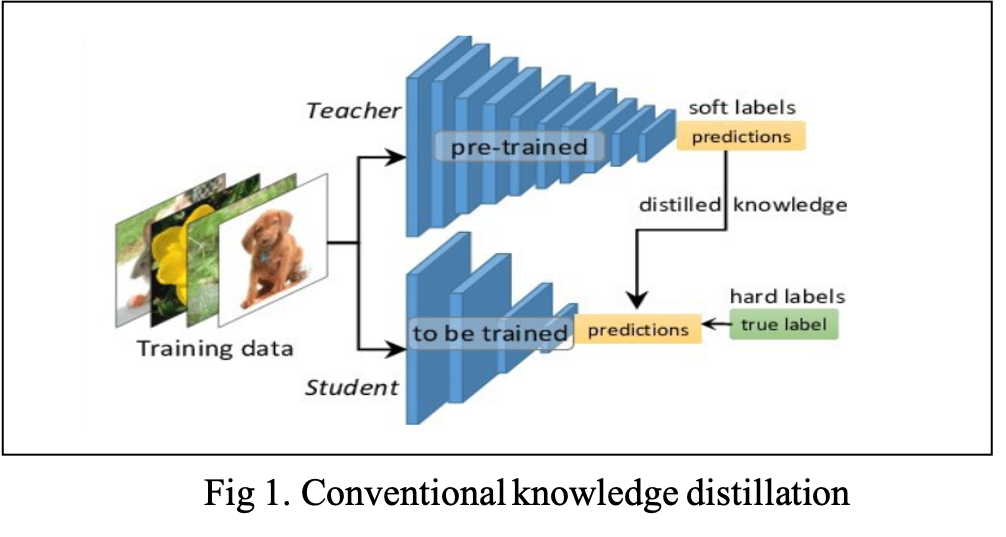 Teacher
pre-trained
soft labels
predictions
distilled knowledge
Training data
to be trained
Student
predictions
hard labels
true label
Fig 1. Conventional knowledge distillation